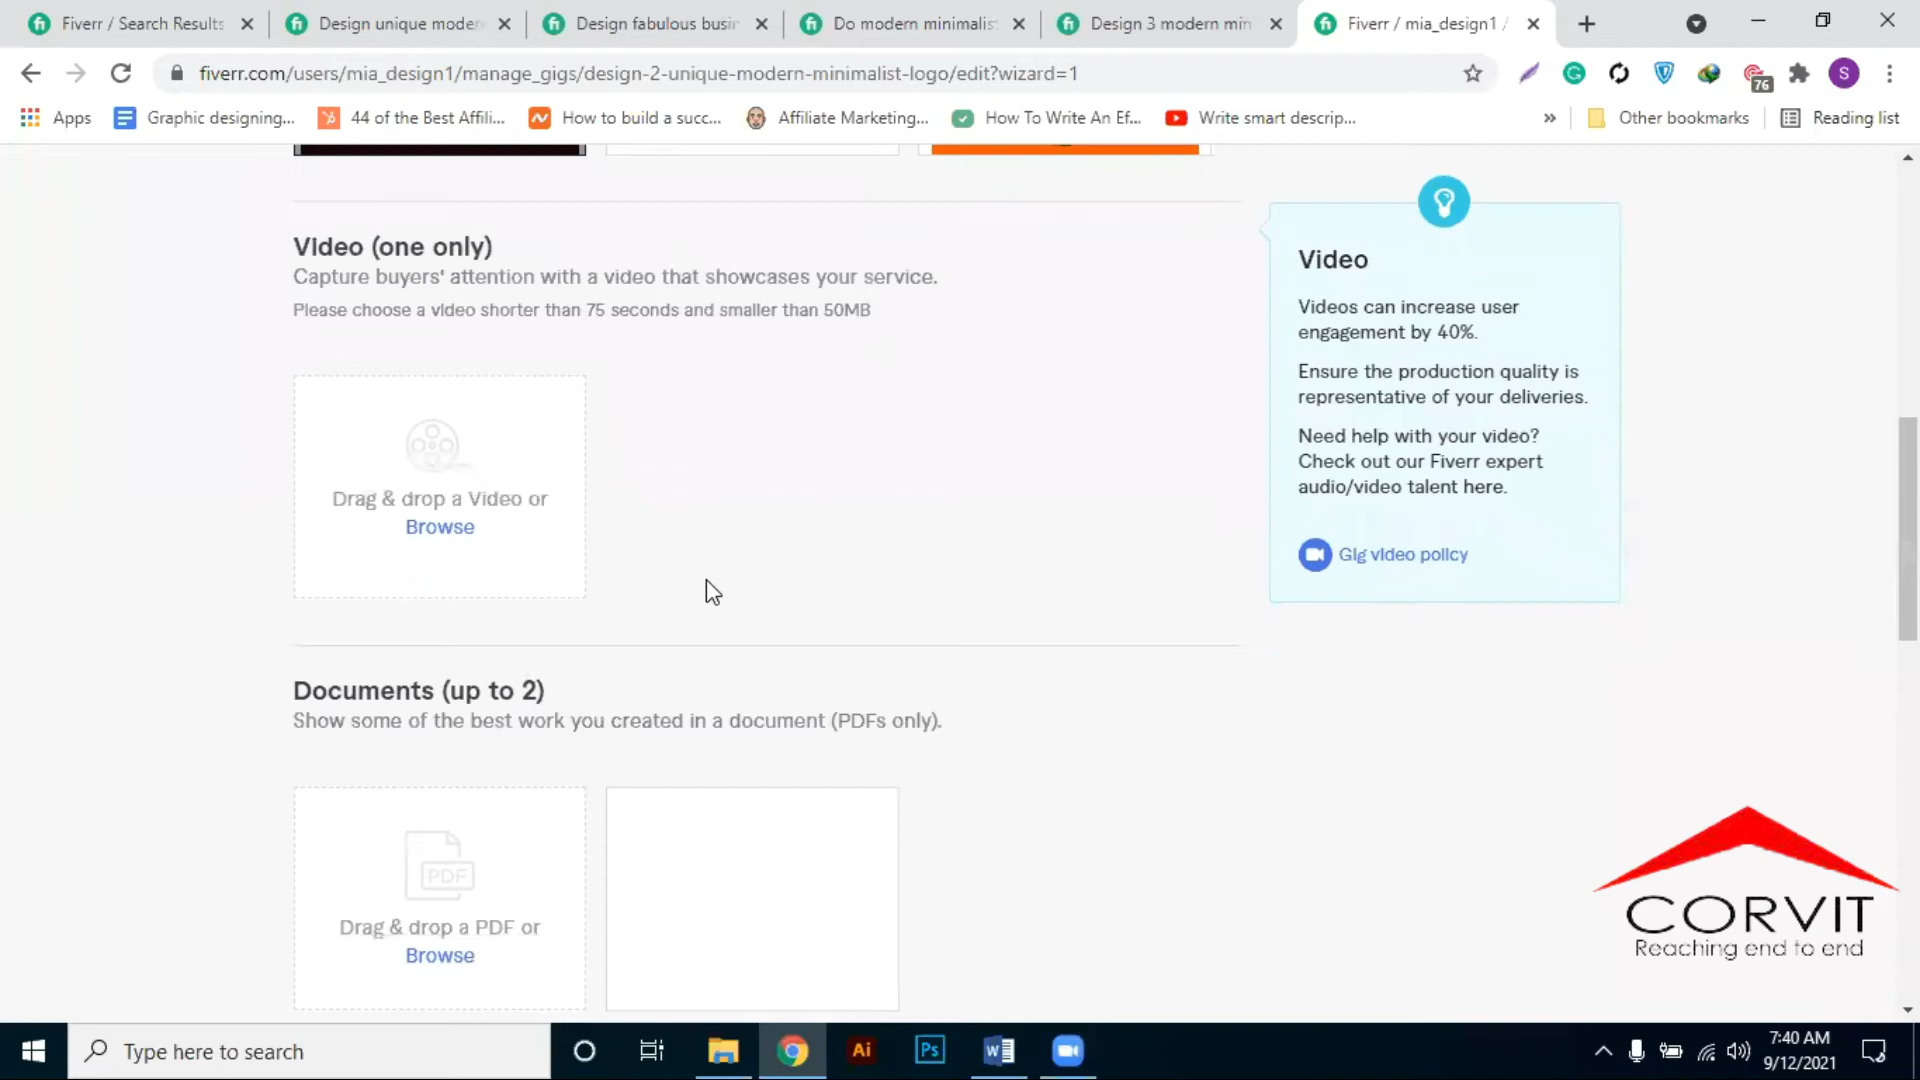 Fiverr / Search Results
Design unique moder
Design fabulous busin
Do modern minimalis
Design 3 modern min
Fiverr / mia_design1 /
fiverr.com/users/mia_design1/manage_gigs/design-2-unique-modern-minimalist-logo/edit?wizard=1
76
S
Apps
Graphic designing...
44 of the Best Affili...
How to build a succ...
Affiliate Marketing...
How To Write An Ef...
Write smart descrip...
»
Other bookmarks
Reading list
Video (one only)
Capture buyers' attention with a video that showcases your service.
Please choose a video shorter than 75 seconds and smaller than 50MB
Drag & drop a Video or
Browse
Video
Videos can increase user
engagement by 40%.
Ensure the production quality is
representative of your deliveries.
Need help with your video?
Check out our Fiverr expert
audio/video talent here.
Gig video policy
Documents (up to 2)
Show some of the best work you created in a document (PDFs only).
PDF
Drag & drop a PDF or
Browse
CORVIT
Reaching end to end
Type here to search
Ai
Ps
7:40 AM
9/12/2021